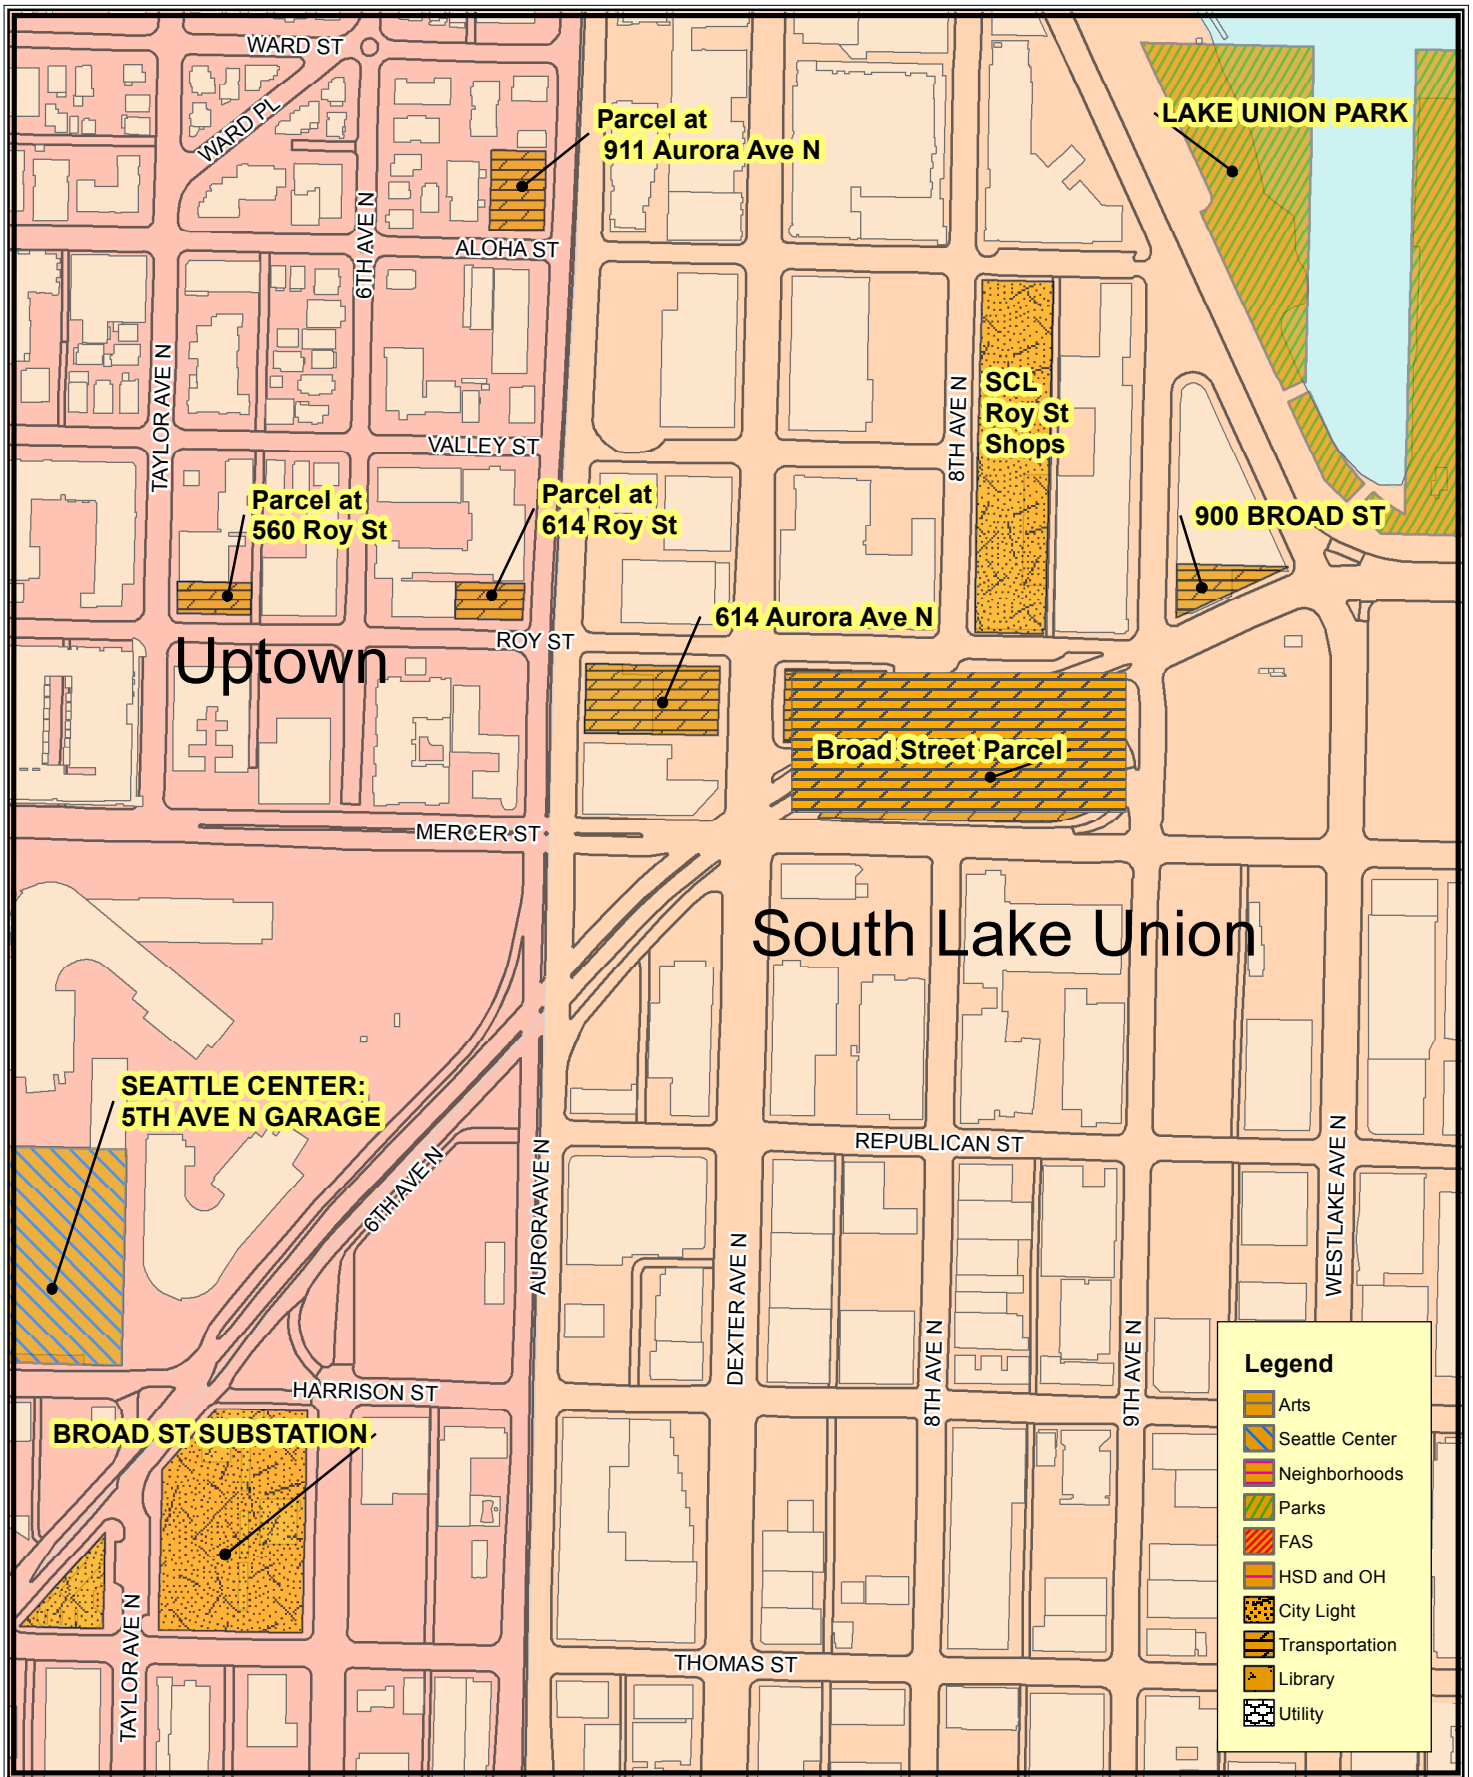 WARD ST
WARD PL
Parcel at
911 Aurora Ave N
LAKE UNION PARK
6TH AVE N
ALOHA ST
TAYLOR AVE N
VALLEY ST
8TH AVE N
SCL
Roy St
Shops
Parcel at
560 Roy St
Parcel at
614 Roy St
900 BROAD ST
614 Aurora Ave N
ROY ST
Uptown
Broad Street Parcel
MERCER ST
South Lake Union
SEATTLE CENTER:
5TH AVE N GARAGE
6TH AVE N
AURORA AVE N
REPUBLICAN ST
WESTLAKE AVE N
DEXTER AVE N
8TH AVE N
9TH AVE N
HARRISON ST
BROAD ST SUBSTATION
TAYLOR AVE N
THOMAS ST
Legend
Arts
Seattle Center
Neighborhoods
Parks
FAS
HSD and OH
City Light
Transportation
Library
Utility